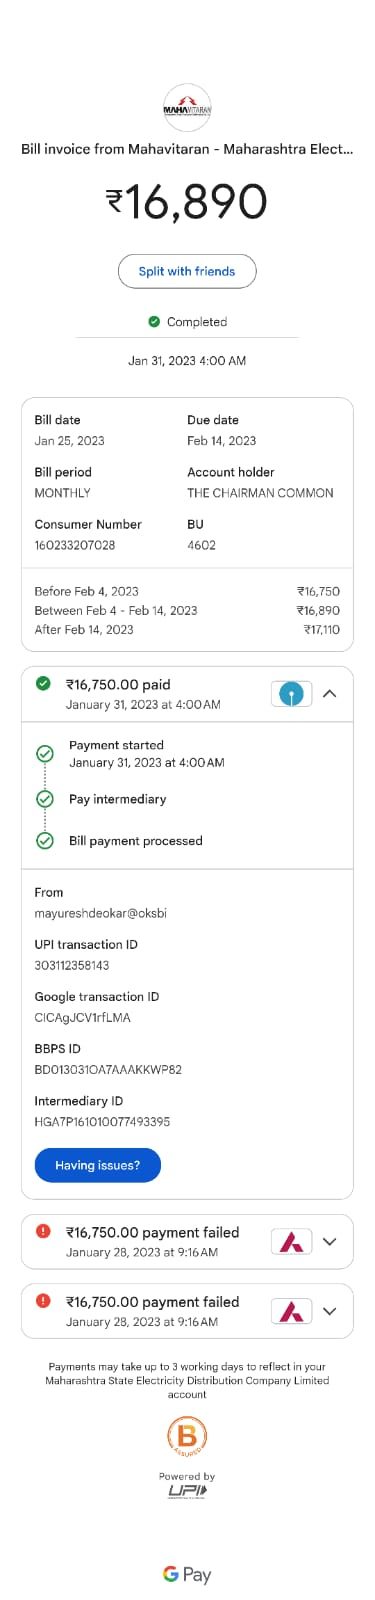 MAHAVITARAN
Bill invoice from Mahavitaran - Maharashtra Elect...
₹16,890
Split with friends
Completed
Jan 31, 2023 4:00 AM
Bill date
Due date
Jan 25, 2023
Feb 14, 2023
Bill period
Account holder
MONTHLY
THE CHAIRMAN COMMON
Consumer Number
BU
160233207028
4602
Before Feb 4, 2023 ₹16,750
Between Feb 4 - Feb 14, 2023 ₹16,890
After Feb 14, 2023 ₹17,110
₹16,750.00 paid
January 31, 2023 at 4:00 AM
Payment started
January 31, 2023 at 4:00 AM
Pay intermediary
Bill payment processed
From
mayureshdeokar@oksbi
UPI transaction ID
303112358143
Google transaction ID
CICAgJCV1rfLMA
BBPS ID
BD013031OA7AAAKKWP82
Intermediary ID
HGA7P161010077493395
Having issues?
₹16,750.00 payment failed
January 28, 2023 at 9:16 AM
₹16,750.00 payment failed
January 28, 2023 at 9:16 AM
Payments may take up to 3 working days to reflect in your
Maharashtra State Electricity Distribution Company Limited
account
B
ASSURED
Powered by
UPI
G Pay